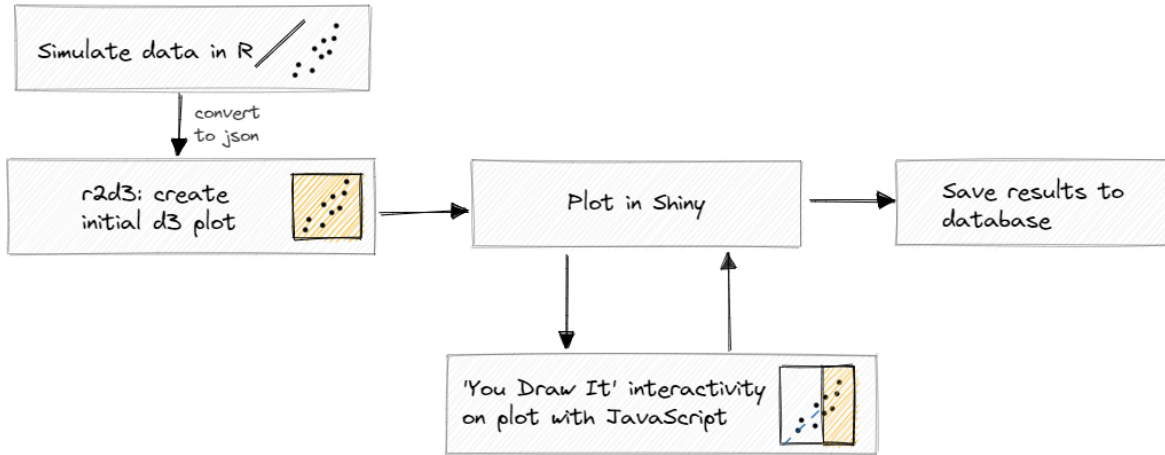 Simulate data in R
convert
to json
r2d3: create
initial d3 plot
Plot in Shiny
Save results to
database
'You Draw It' interactivity
on plot with JavaScript